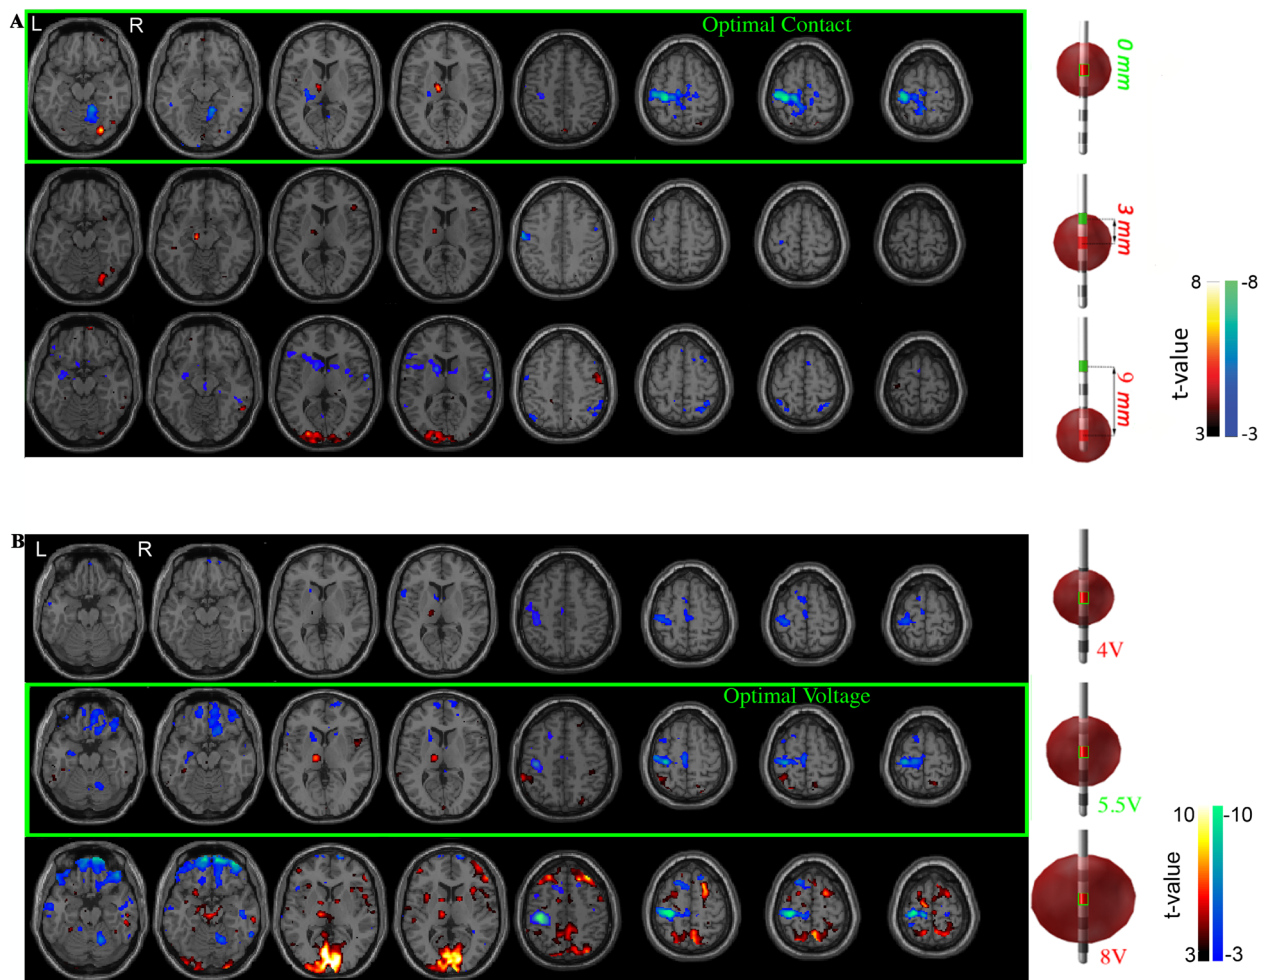 A
L
R
Optimal Contact
0 mm
3 mm
9 mm
8
-8
t-value
3
-3
B
L
R
4V
Optimal Voltage
5.5V
10
-10
t-value
3
-3
8V